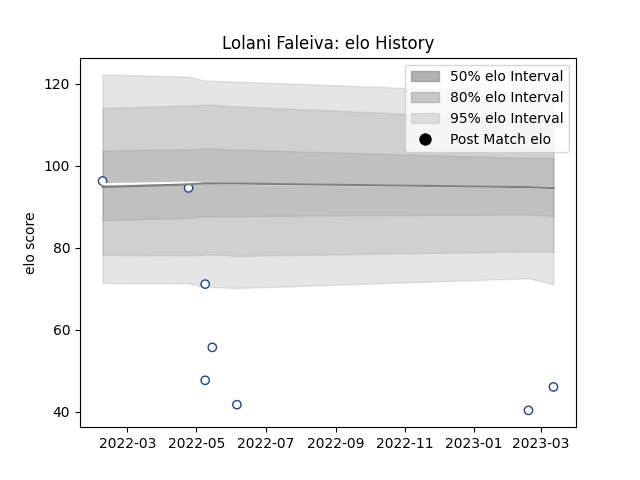 Lolani Faleiva: elo History
50% elo Interval
80% elo Interval
95% elo Interval
Post Match elo
elo score
120
100
80
60
40
2022-03 2022-05 2022-07 2022-09 2022-11 2023-01 2023-03